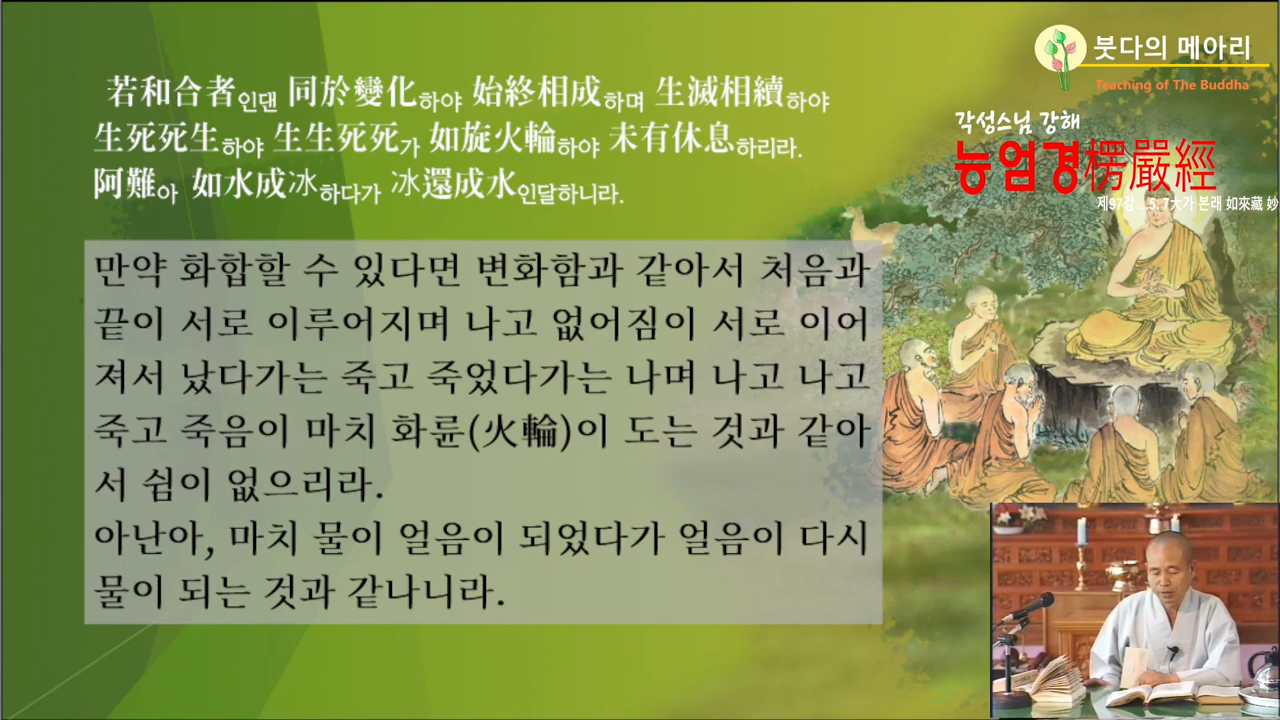 若和合者인댄 同於變化하야 始終相成하며 生滅相續하야
生死死生하야 生生死死가 如旋火輪하야 未有休息하리라.
阿難아 如水成冰하다가 冰還成水인달하니라.
만약 화합할 수 있다면 변화함과 같아서 처음과
끝이 서로 이루어지며 나고 없어짐이 서로 이어
져서 났다가는 죽고 죽었다가는 나며 나고 나고
죽고 죽음이 마치 화륜(火輪)이 도는 것과 같아
서 쉼이 없으리라.
아난아, 마치 물이 얼음이 되었다가 얼음이 다시
물이 되는 것과 같나니라.
붓다의 메아리
Teaching of The Buddha
각성스님 강해
능엄경楞嚴經
제97강 ... 5. 7大가 본래 如來藏 妙